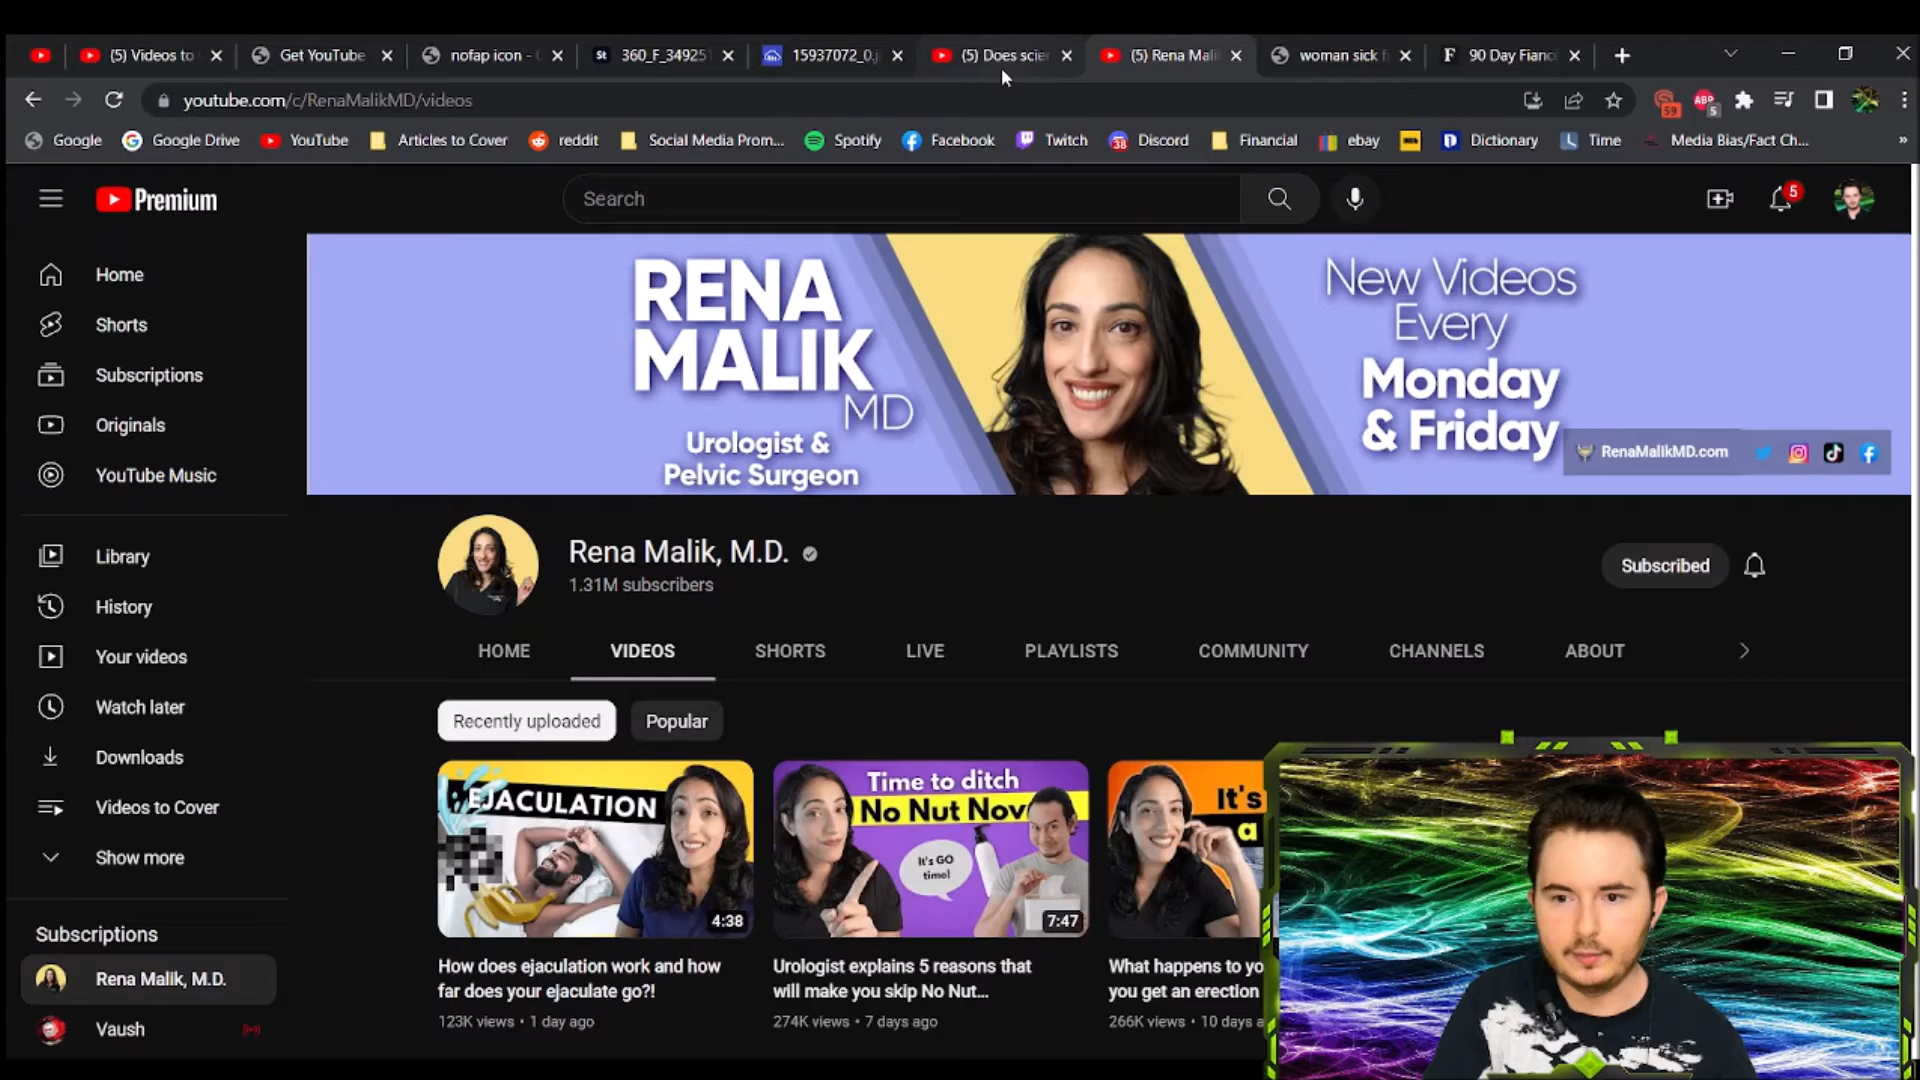 (5) Videos to
Get YouTube
nofap icon -
St
360_F_34925
15937072_0.j
(5) Does scie
(5) Rena Mali
woman sick f
F
90 Day Fianc
youtube.com/c/RenaMalikMD/videos
59
ABP
5
Google
Google Drive
YouTube
Articles to Cover
reddit
Social Media Prom...
Spotify
Facebook
Twitch
38
Discord
Financial
ebay
D
Dictionary
L
Time
Media Bias/Fact Ch...
»
Premium
Search
5
Home
Shorts
Subscriptions
Originals
YouTube Music
Library
History
Your videos
Watch later
Downloads
Videos to Cover
Show more
Subscriptions
Rena Malik, M.D.
Vaush
RENA
MALIK
MD
Urologist &
Pelvic Surgeon
New Videos
Every
Monday
& Friday
RenaMalikMD.com
Rena Malik, M.D.
1.31M subscribers
Subscribed
HOME
VIDEOS
SHORTS
LIVE
PLAYLISTS
COMMUNITY
CHANNELS
ABOUT
Recently uploaded
Popular
EJACULATION
4:38
Time to ditch
No Nut Nov
It's GO
time!
7:47
It's
a
How does ejaculation work and how
far does your ejaculate go?!
123K views • 1 day ago
Urologist explains 5 reasons that
will make you skip No Nut...
274K views • 7 days ago
What happens to yo
you get an erection
266K views • 10 days a